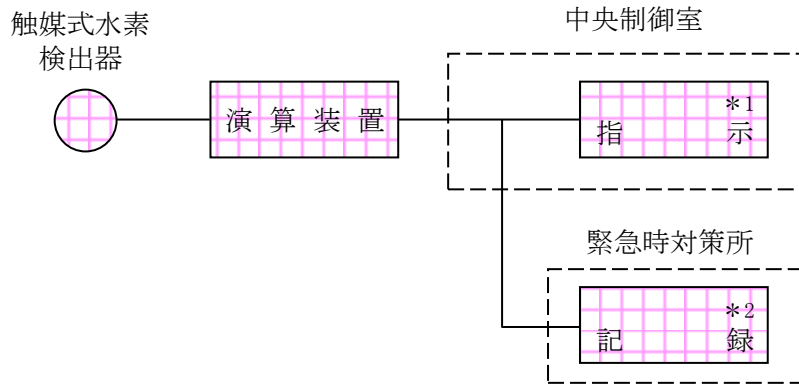 触媒式水素
検出器
中央制御室
演算装置
*1
指示
緊急時対策所
*2
記録